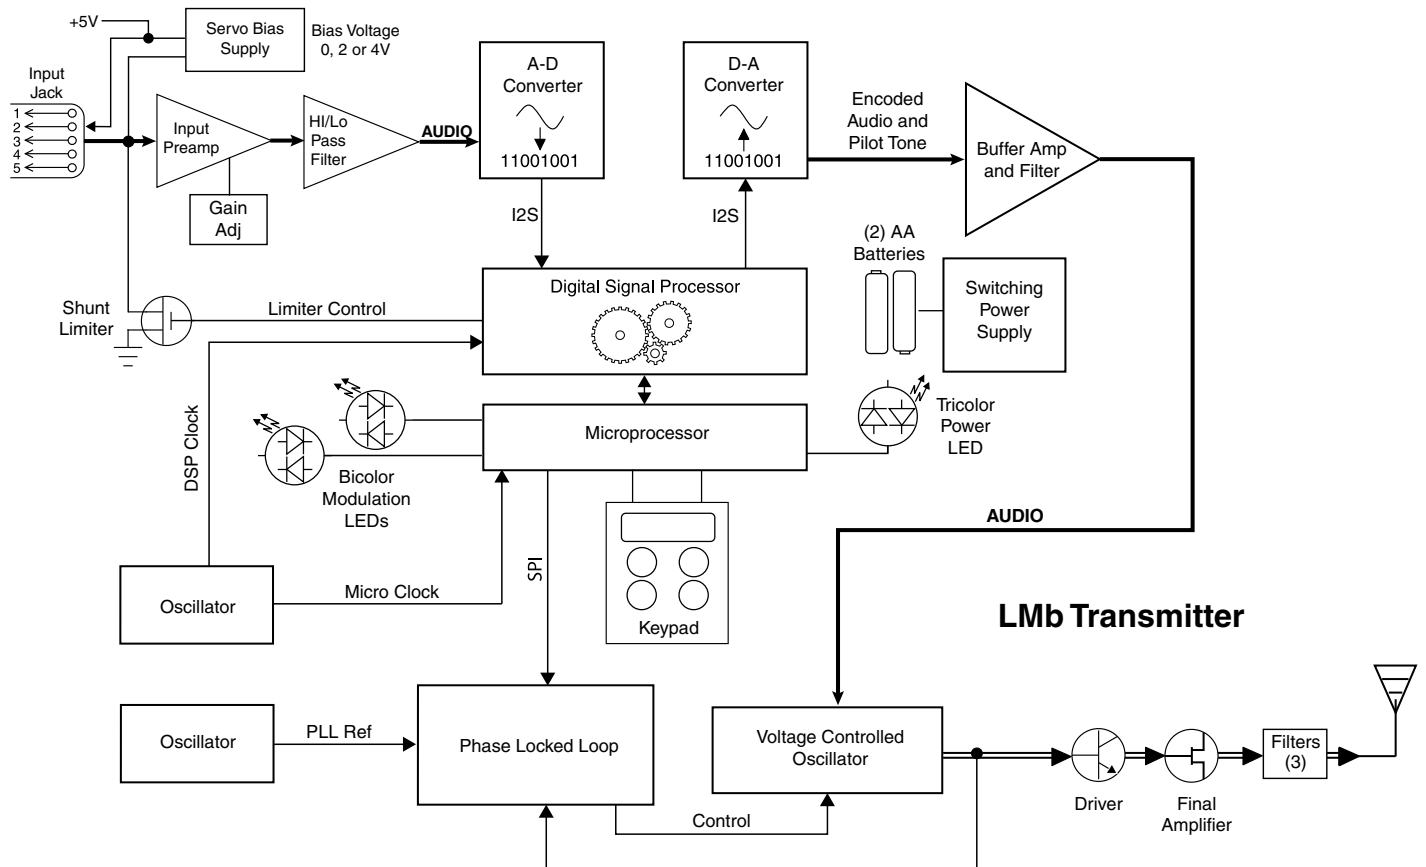 +5V
Servo Bias
Supply
Bias Voltage
0, 2 or 4V
Input
Jack
1
2
3
4
5
Input
Preamp
HI/Lo
Pass
Filter
AUDIO
A-D
Converter
11001001
D-A
Converter
11001001
Encoded
Audio and
Pilot Tone
Buffer Amp
and Filter
Gain
Adj
I2S
I2S
(2) AA
Batteries
Switching
Power
Supply
Shunt
Limiter
Limiter Control
Digital Signal Processor
DSP Clock
Bicolor
Modulation
LEDs
Microprocessor
Tricolor
Power
LED
AUDIO
SPI
Keypad
Oscillator
Micro Clock
LMb Transmitter
Oscillator
PLL Ref
Phase Locked Loop
Voltage Controlled
Oscillator
Control
Driver
Final
Amplifier
Filters
(3)